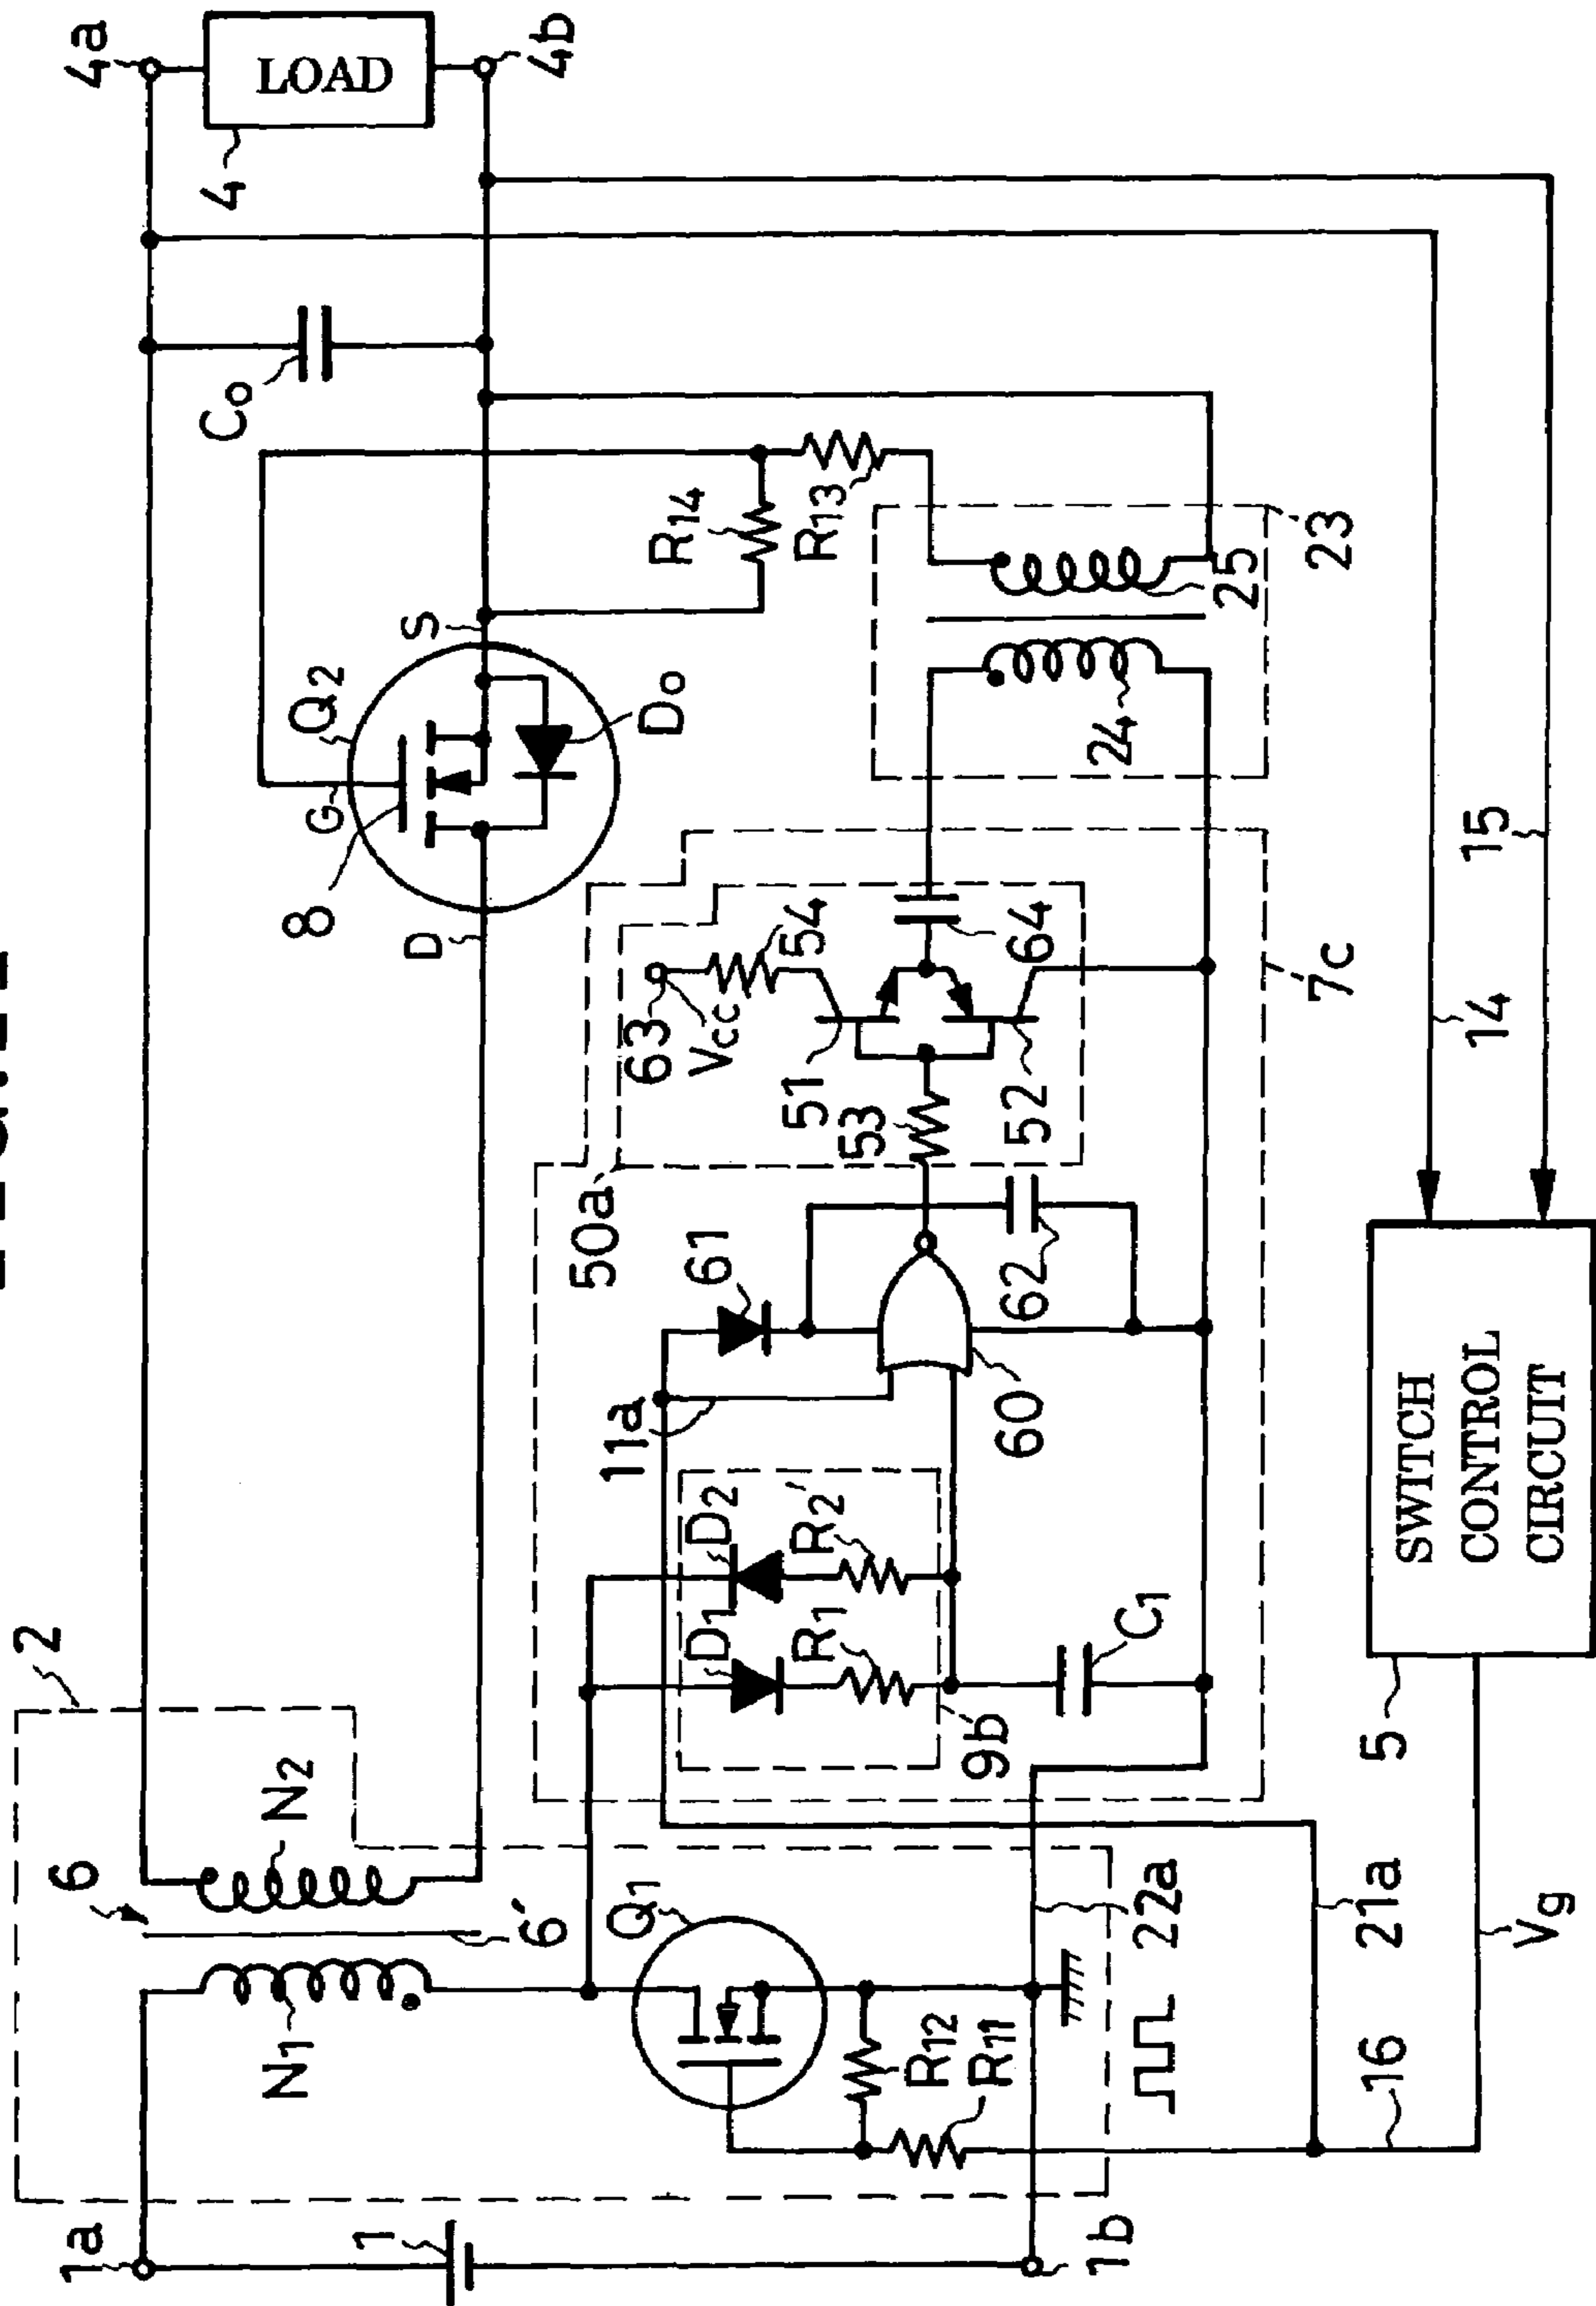 2
6
N1
N2
6'
1a
1
1b
Q1
R12
R11
22a
21a
16
Vg
D1
D2
R1
R2'
9b
C1
11a
61
60
62
50a
53
51
52
63
Vcc
54
64
7c
8
G
D
S
Q2
Do
R14
R13
24
25
23
Co
4a
LOAD
4
4b
14
15
5
SWITCH
CONTROL
CIRCUIT